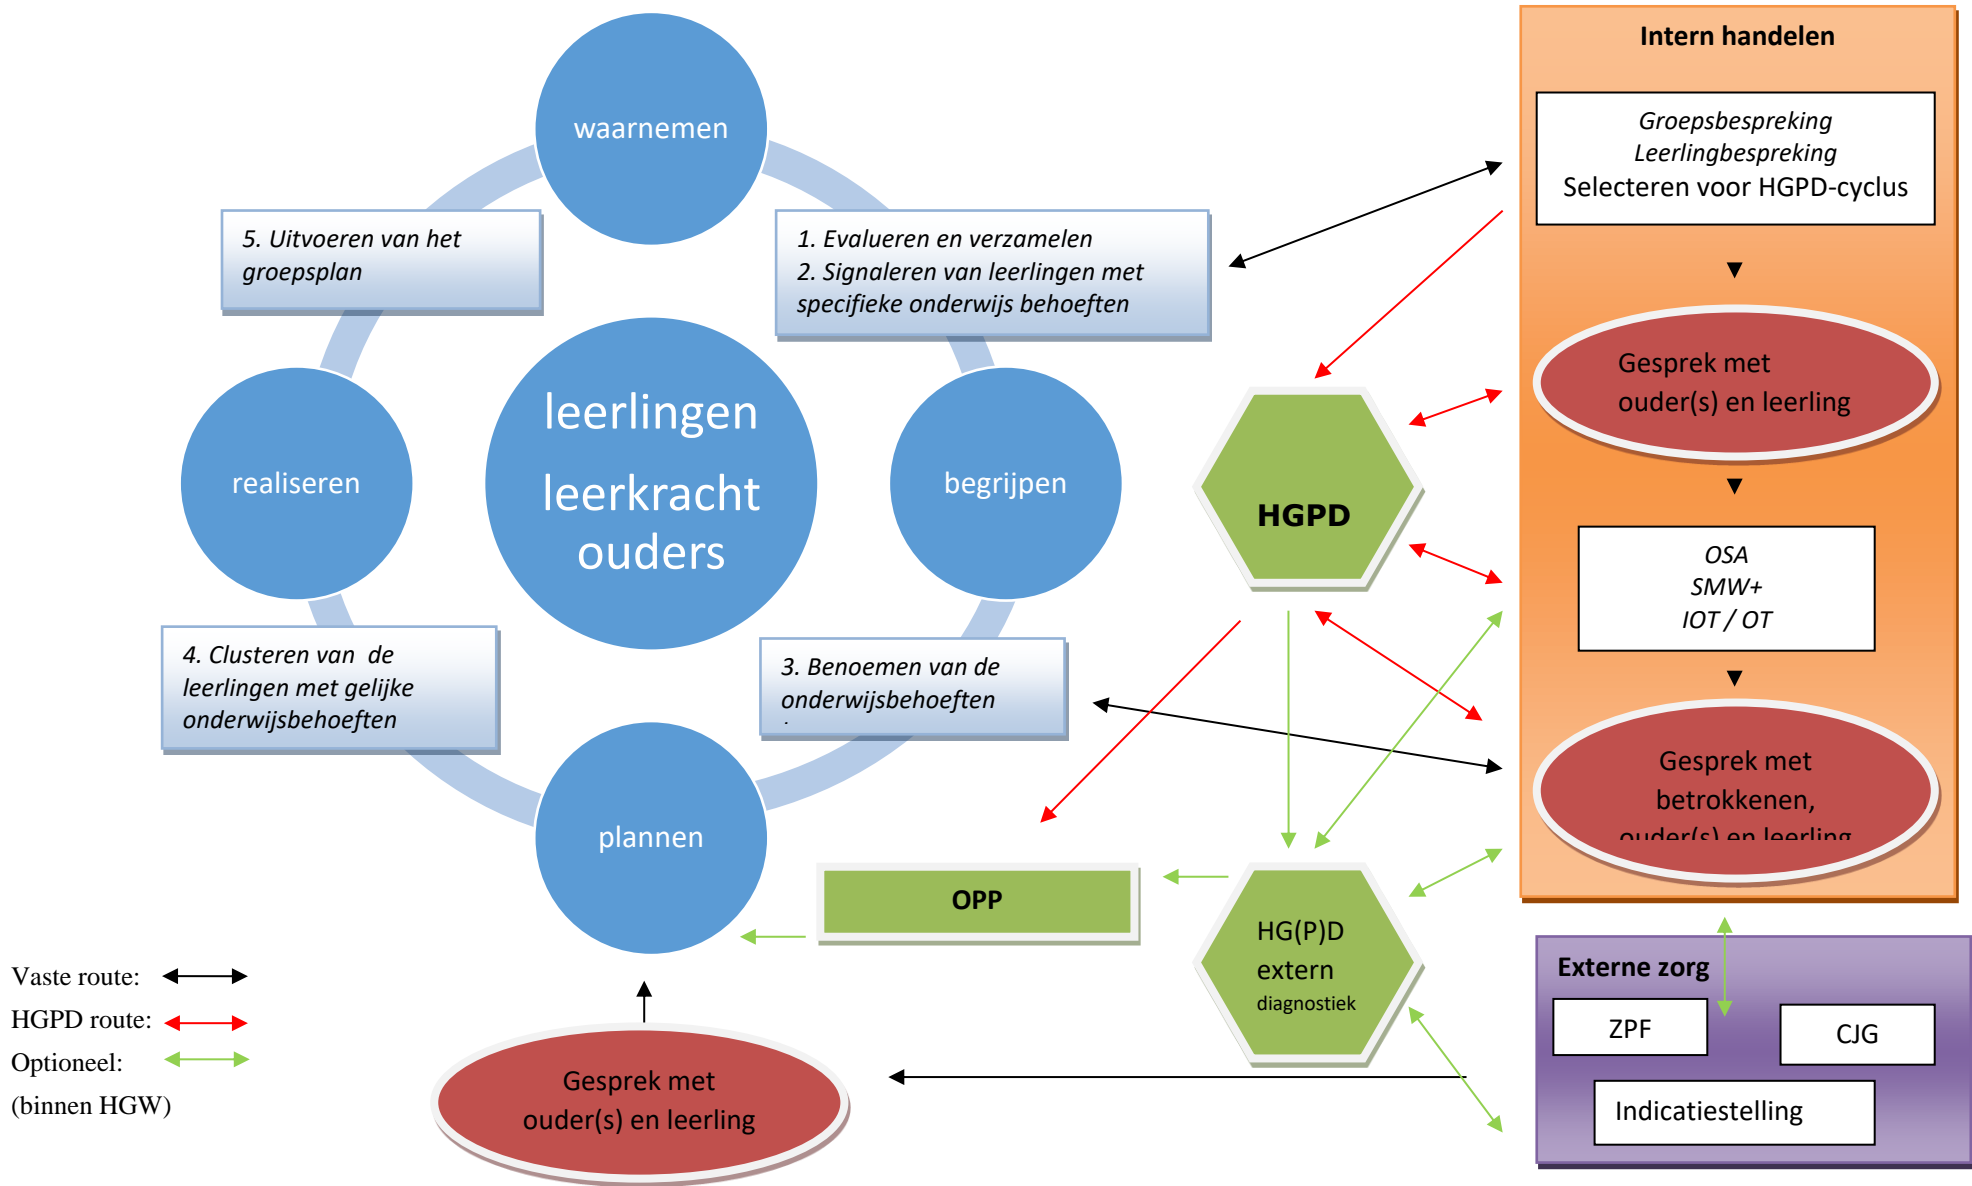 waarnemen
5. Uitvoeren van het
groepsplan
1. Evalueren en verzamelen
2. Signaleren van leerlingen met
specifieke onderwijs behoeften
leerlingen
leerkracht
ouders
realiseren
begrijpen
4. Clusteren van  de
leerlingen met gelijke
onderwijsbehoeften
3. Benoemen van de
onderwijsbehoeften
plannen
HGPD
OPP
HG(P)D
extern
diagnostiek
Gesprek met
ouder(s) en leerling
Intern handelen
Groepsbespreking
Leerlingbespreking
Selecteren voor HGPD-cyclus
Gesprek met
ouder(s) en leerling
OSA
SMW+
IOT / OT
Gesprek met
betrokkenen,
ouder(s) en leerling
Externe zorg
ZPF
CJG
Indicatiestelling
Vaste route:
HGPD route:
Optioneel:
(binnen HGW)